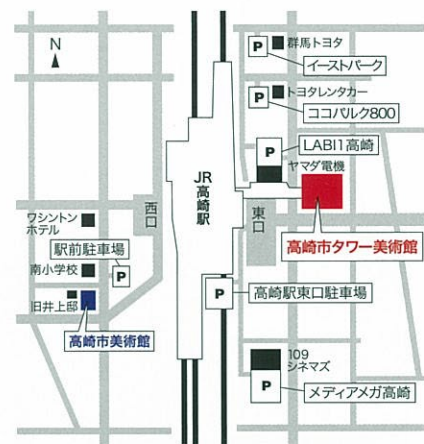 N
P
群馬トヨタ
イーストパーク
P
トヨタレンタカー
ココパルク800
P
LABI1高崎
ヤマダ電機
JR
高崎駅
西口
東口
高崎市タワー美術館
ワシントン
ホテル
駅前駐車場
南小学校
P
旧井上邸
高崎市美術館
P
高崎駅東口駐車場
109
シネマズ
P
メディアメガ高崎